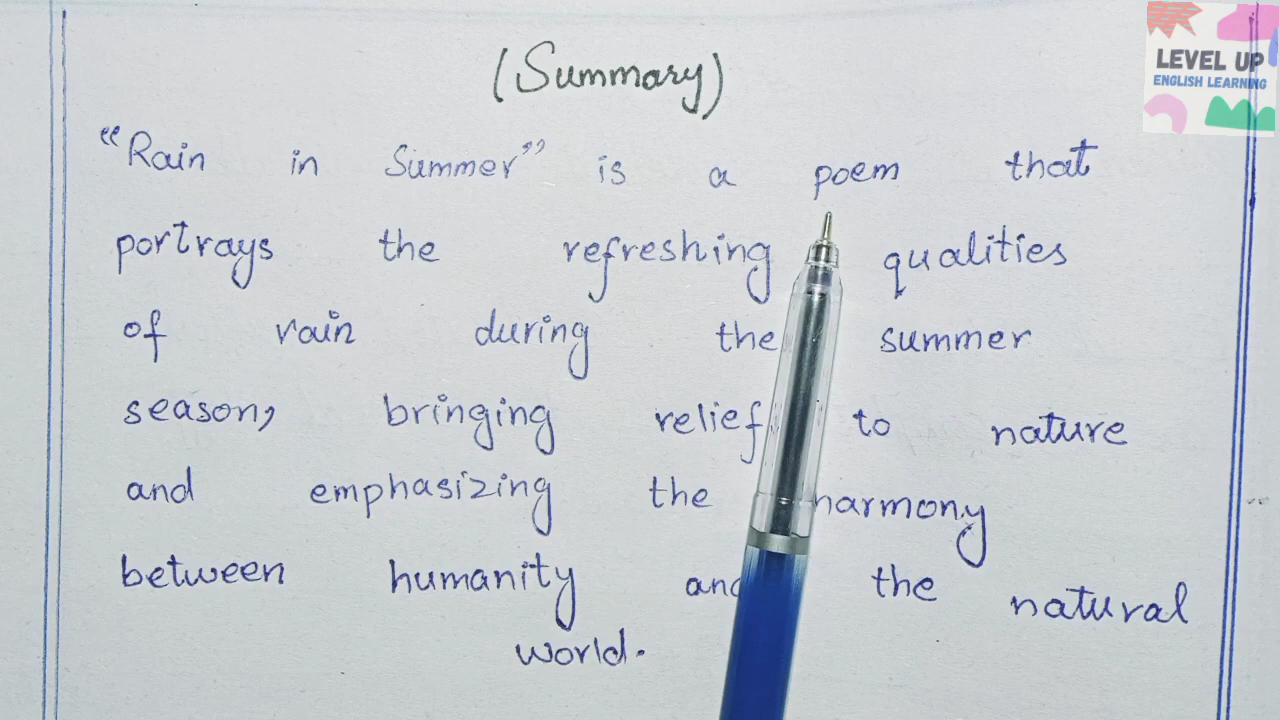 (Summary)
"Rain in Summer" is a poem that
portrays the refreshing qualities
of rain during the summer
season, bringing relief to nature
and emphasizing the harmony
between humanity and the natural
world.
LEVEL UP
ENGLISH LEARNING